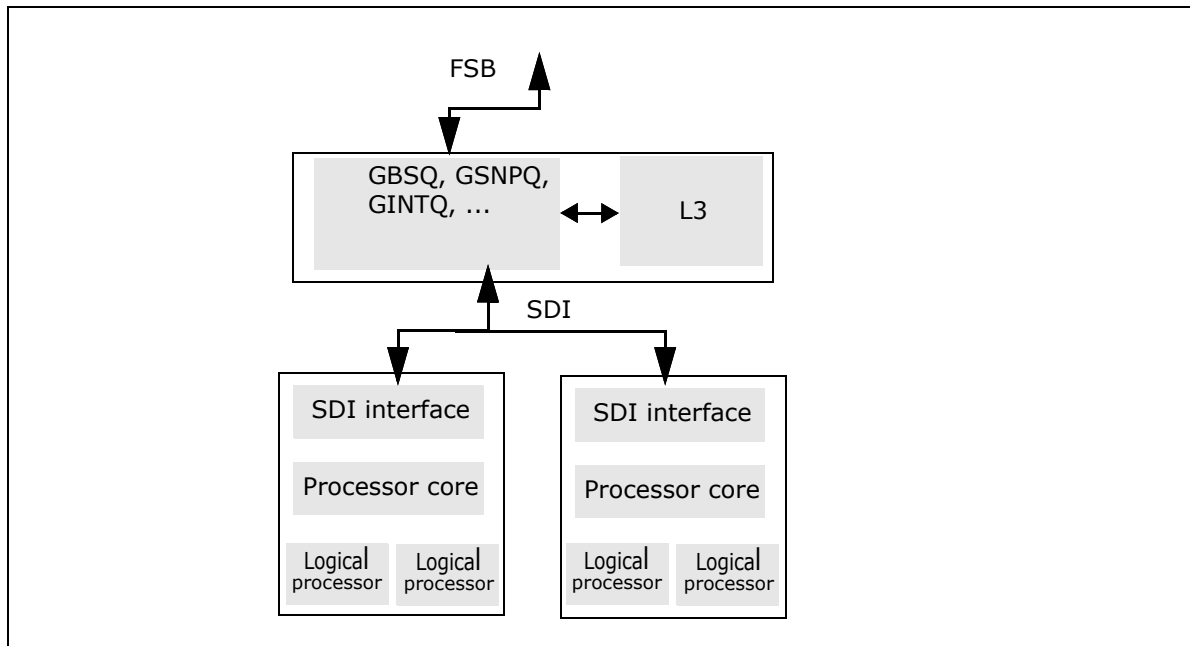 FSB
GBSQ, GSNPQ,
GINTQ, ...
L3
SDI
SDI interface
Processor core
Logical
processor
Logical
processor
SDI interface
Processor core
Logical
processor
Logical
processor